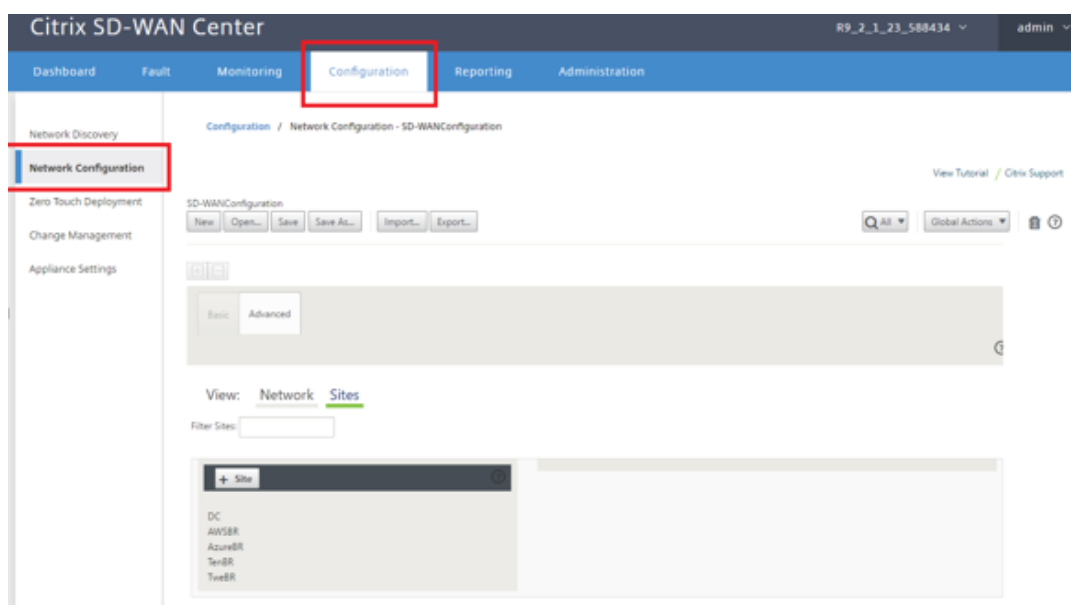 Citrix SD-WAN Center
R9_2_1_23_588434 admin
Dashboard Fault Monitoring Configuration Reporting Administration
Configuration / Network Configuration - SD-WANConfiguration
Network Discovery
Network Configuration
Zero Touch Deployment
Change Management
Appliance Settings
View Tutorial / Citrix Support
SD-WANConfiguration
New Open... Save Save As... Import... Export... All Global Actions
Basic Advanced
View: Network Sites
Filter Sites:
+ Site
DC
AWSBR
AzureBR
TenBR
TweBR